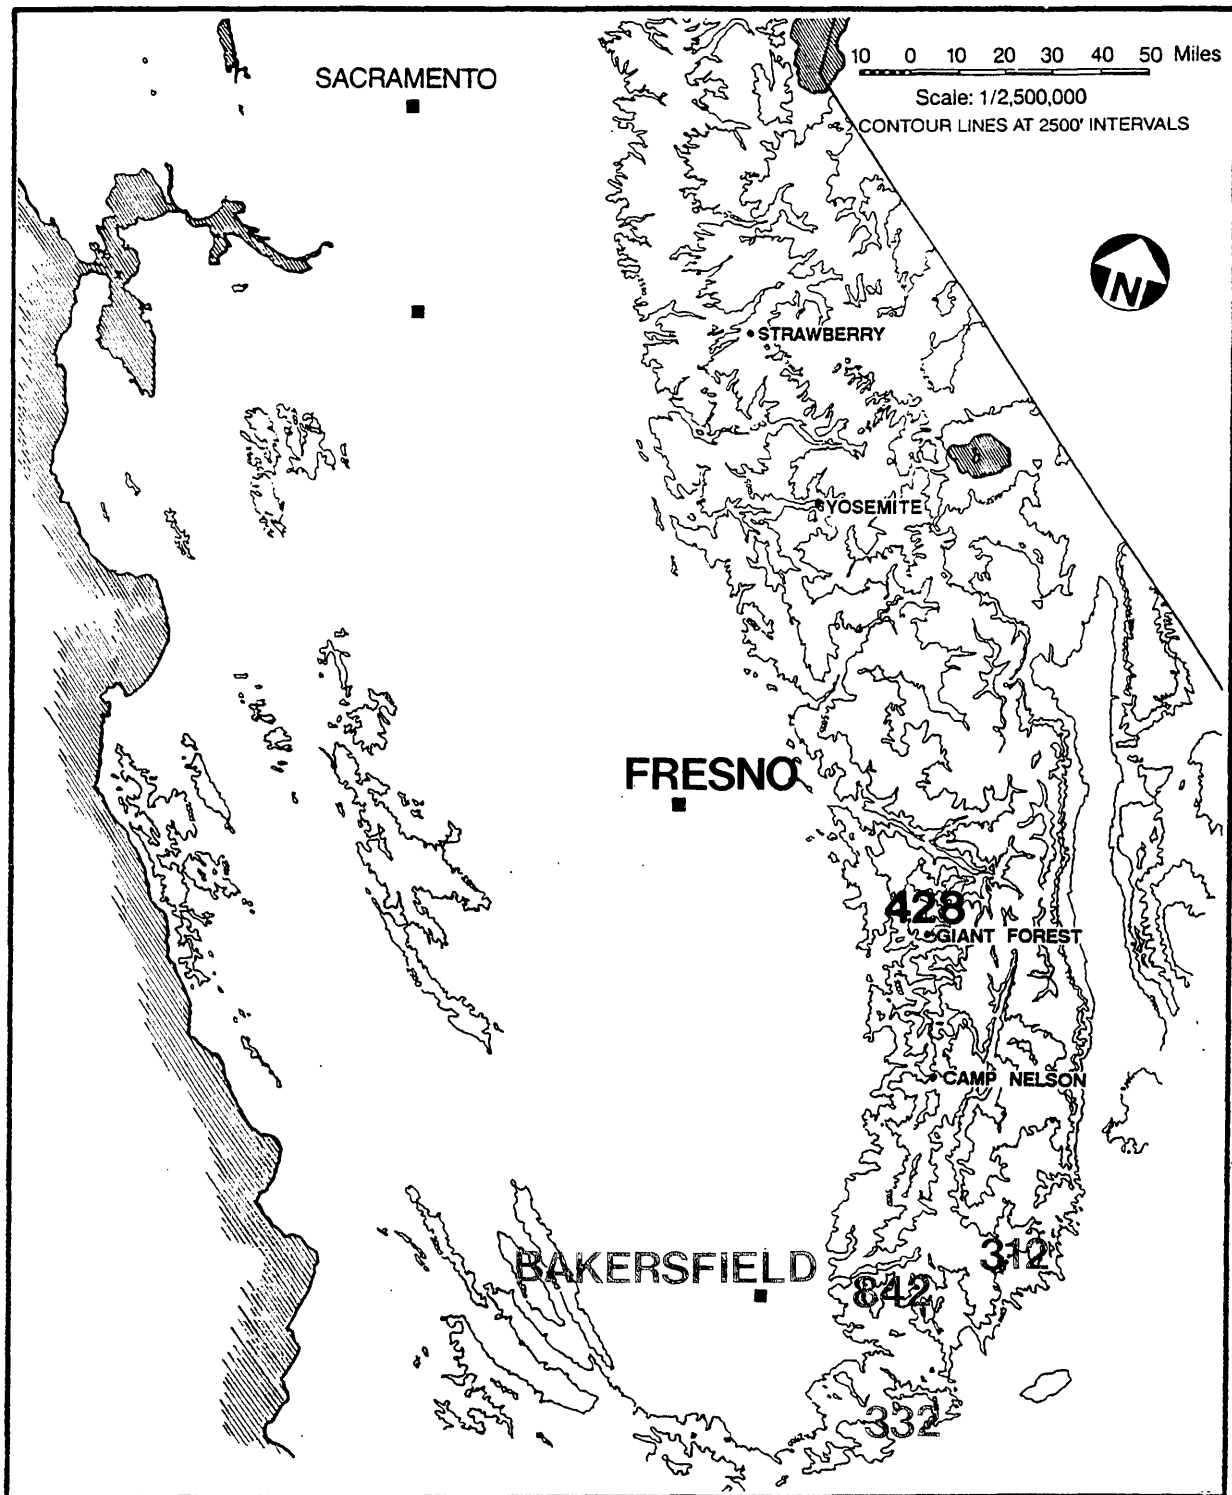 SACRAMENTO
10 0 10 20 30 40 50 Miles
Scale: 1/2,500,000
CONTOUR LINES AT 2500' INTERVALS
N
STRAWBERRY
YOSEMITE
FRESNO
428
GIANT FOREST
CAMP NELSON
312
BAKERSFIELD
842
332